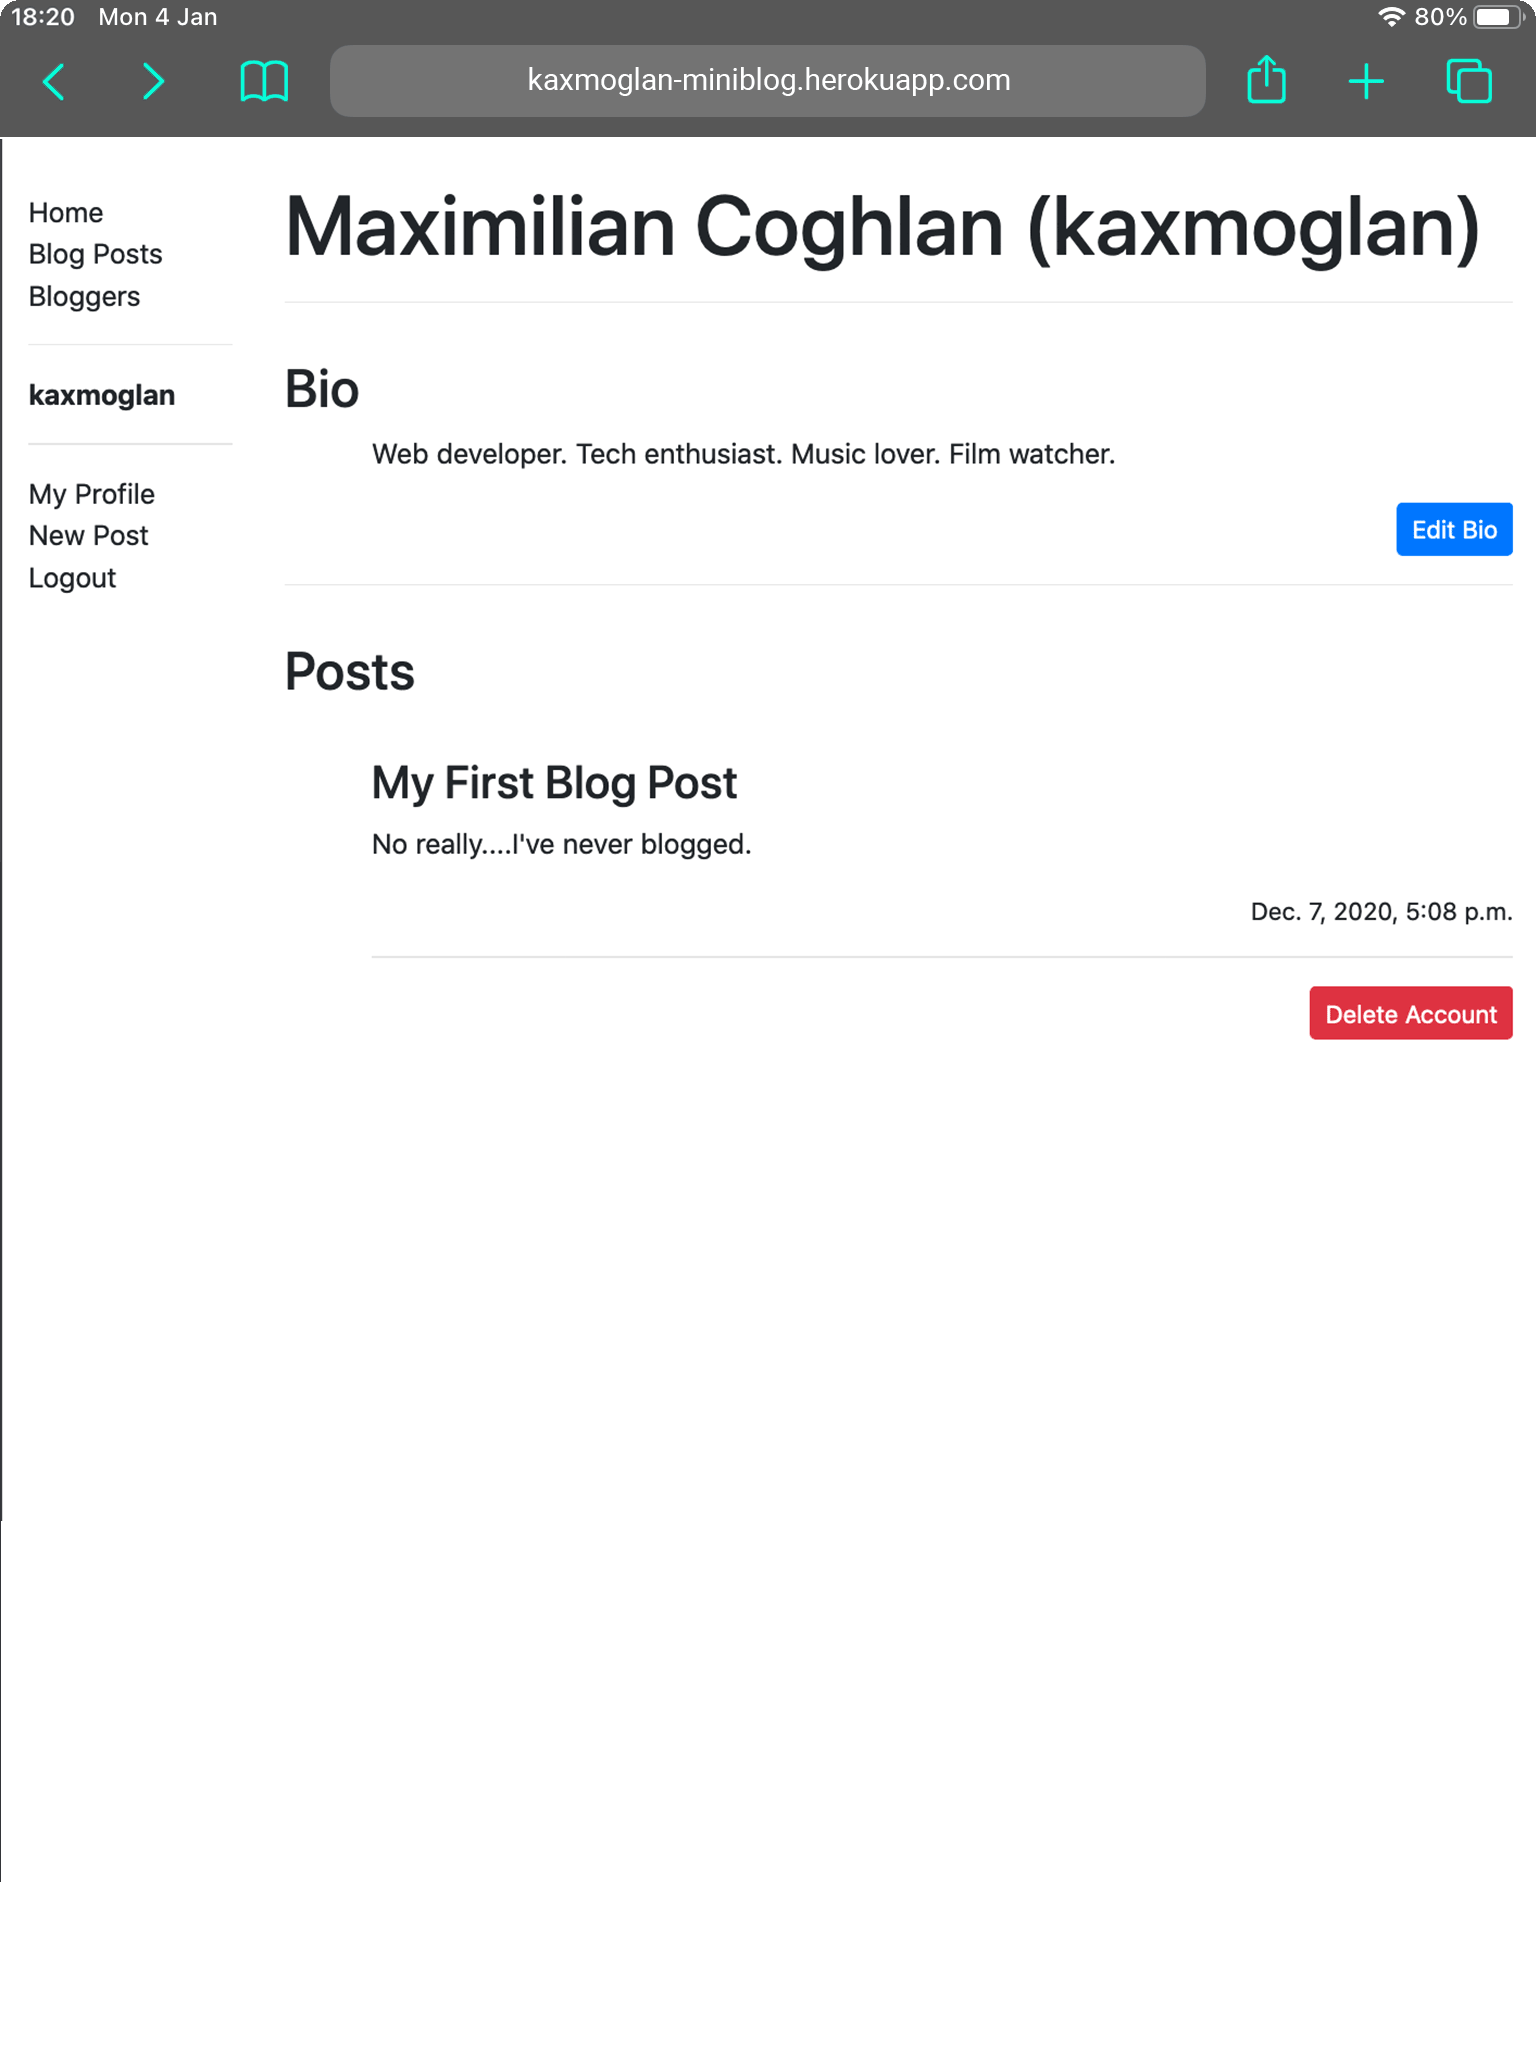 18:20 Mon 4 Jan 80%
kaxmoglan-miniblog.herokuapp.com
Home
Blog Posts
Bloggers
kaxmoglan
My Profile
New Post
Logout
Maximilian Coghlan (kaxmoglan)
Bio
Web developer. Tech enthusiast. Music lover. Film watcher.
Edit Bio
Posts
My First Blog Post
No really....I've never blogged.
Dec. 7, 2020, 5:08 p.m.
Delete Account